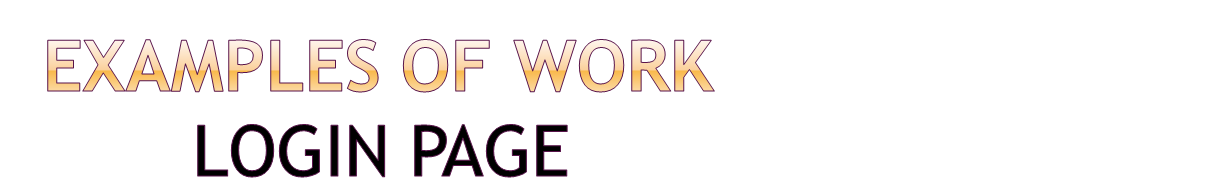 EXAMPLES OF WORK
LOGIN PAGE